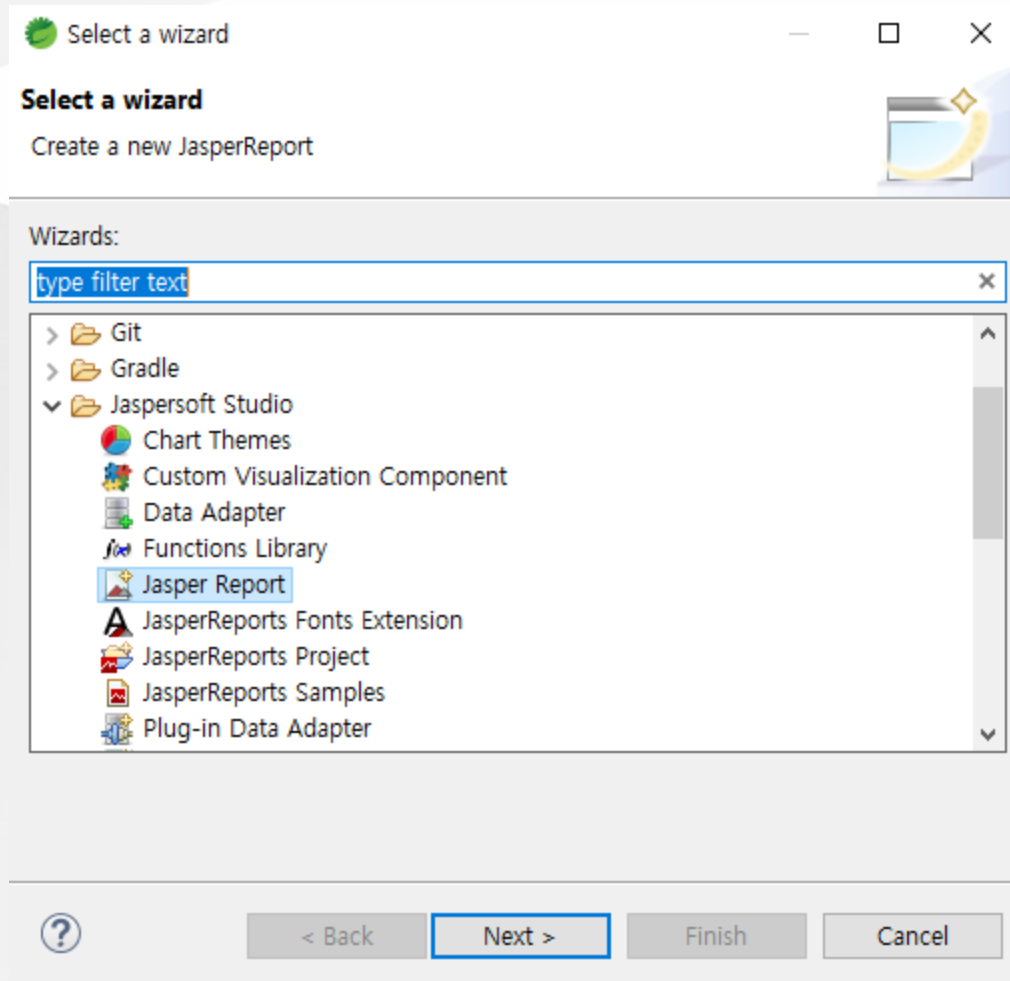 Select a wizard
Select a wizard
Create a new JasperReport
Wizards:
type filter text
Git
Gradle
Jaspersoft Studio
Chart Themes
Custom Visualization Component
Data Adapter
f(x) Functions Library
Jasper Report
JasperReports Fonts Extension
JasperReports Project
JasperReports Samples
Plug-in Data Adapter
< Back Next > Finish Cancel